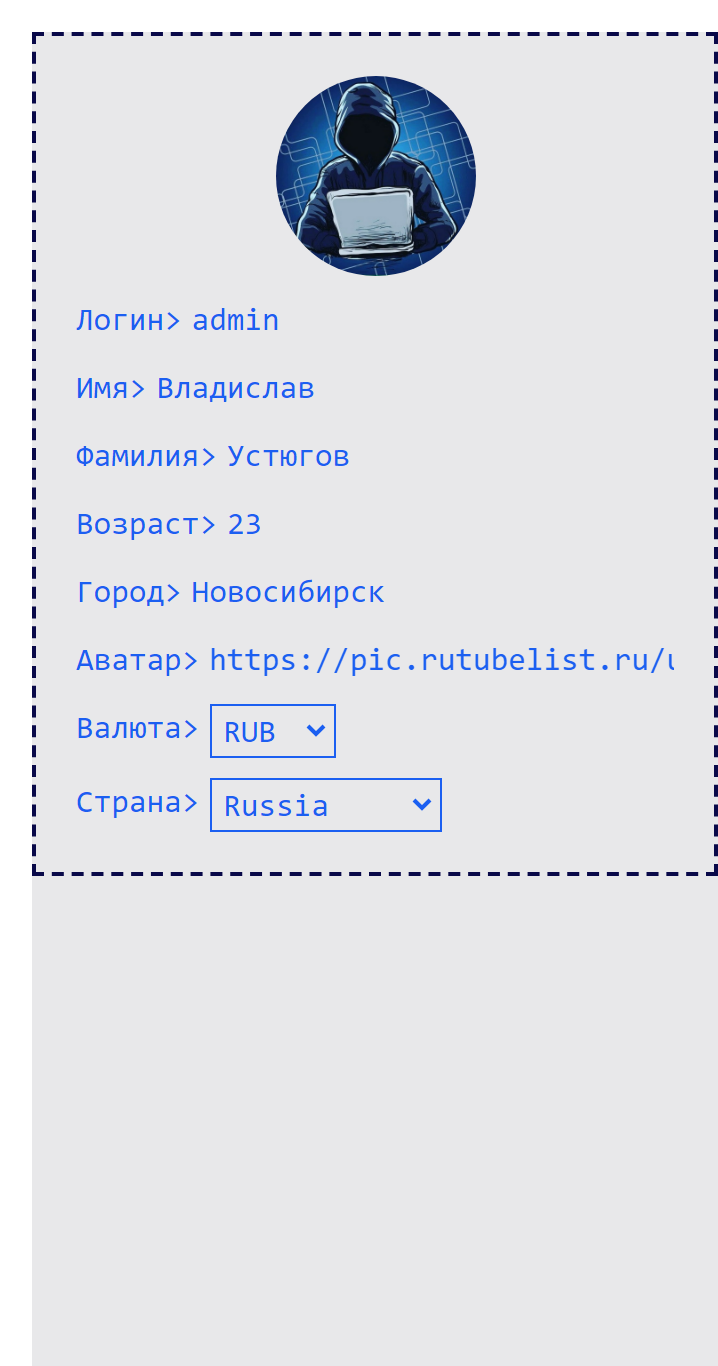 Логин> admin
Имя> Владислав
Фамилия> Устюгов
Возраст> 23
Город> Новосибирск
Аватар> https://pic.rutubelist.ru/u
Валюта> RUB
Страна> Russia